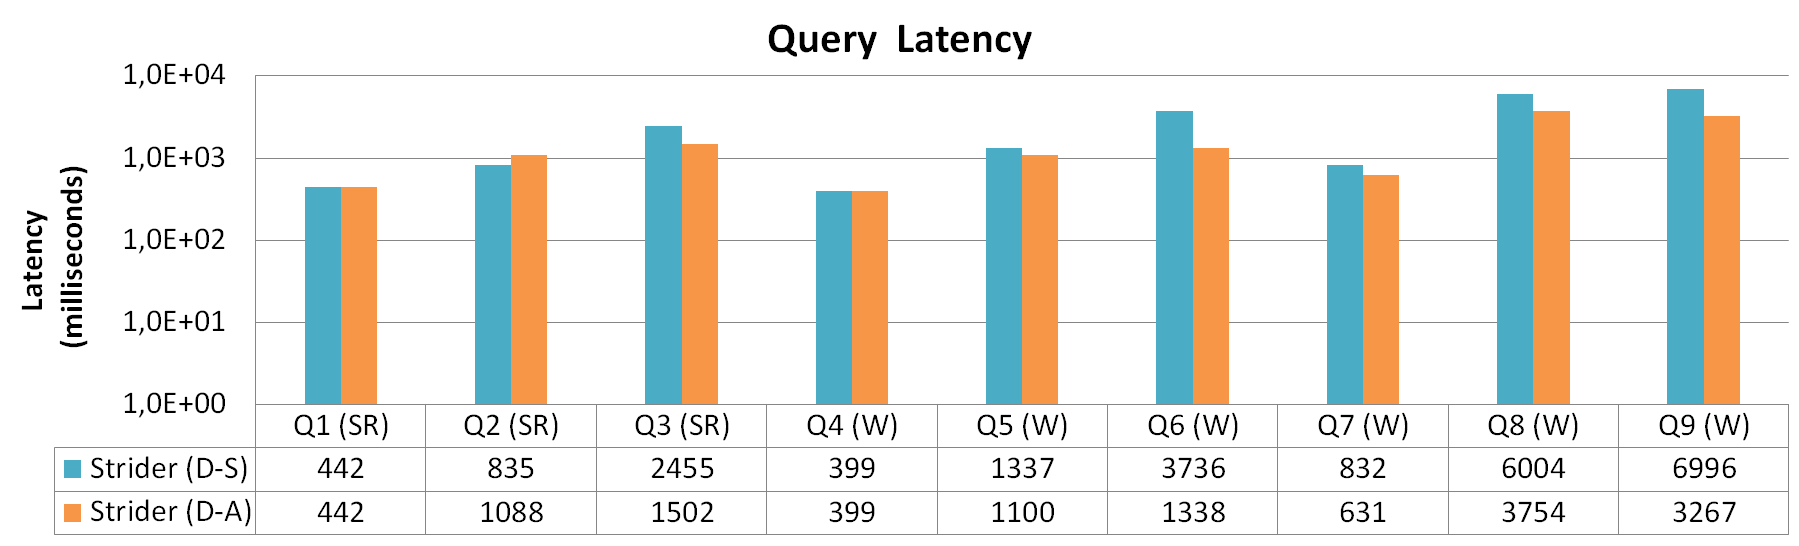 Query Latency
1,0E+04
1,0E+03
1,0E+02
1,0E+01
1,0E+00
Latency
(milliseconds)
Q1 (SR) Q2 (SR) Q3 (SR) Q4 (W) Q5 (W) Q6 (W) Q7 (W) Q8 (W) Q9 (W)
Strider (D-S) 442 835 2455 399 1337 3736 832 6004 6996
Strider (D-A) 442 1088 1502 399 1100 1338 631 3754 3267